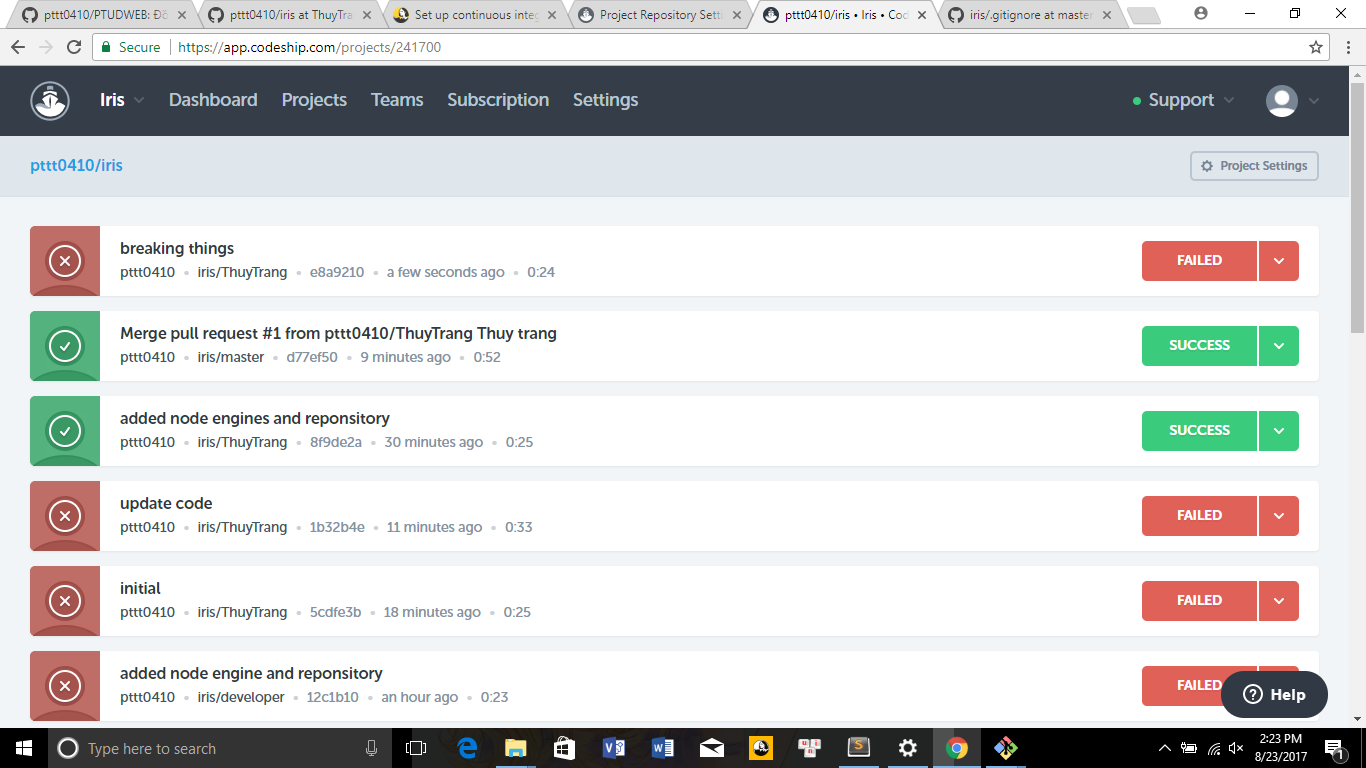 pttt0410/PTUDWEB: Đồ
pttt0410/iris at ThuyTra
Set up continuous integ
Project Repository Setti
pttt0410/iris • Iris • Cod
iris/.gitignore at master
Secure https://app.codeship.com/projects/241700
Iris Dashboard Projects Teams Subscription Settings Support
pttt0410/iris Project Settings
breaking things
pttt0410 • iris/ThuyTrang • e8a9210 • a few seconds ago • 0:24
FAILED
Merge pull request #1 from pttt0410/ThuyTrang Thuy trang
pttt0410 • iris/master • d77ef50 • 9 minutes ago • 0:52
SUCCESS
added node engines and reponsitory
pttt0410 • iris/ThuyTrang • 8f9de2a • 30 minutes ago • 0:25
SUCCESS
update code
pttt0410 • iris/ThuyTrang • 1b32b4e • 11 minutes ago • 0:33
FAILED
initial
pttt0410 • iris/ThuyTrang • 5cdfe3b • 18 minutes ago • 0:25
FAILED
added node engine and reponsitory
pttt0410 • iris/developer • 12c1b10 • an hour ago • 0:23
FAILED
Help
Type here to search
2:23 PM
8/23/2017
1